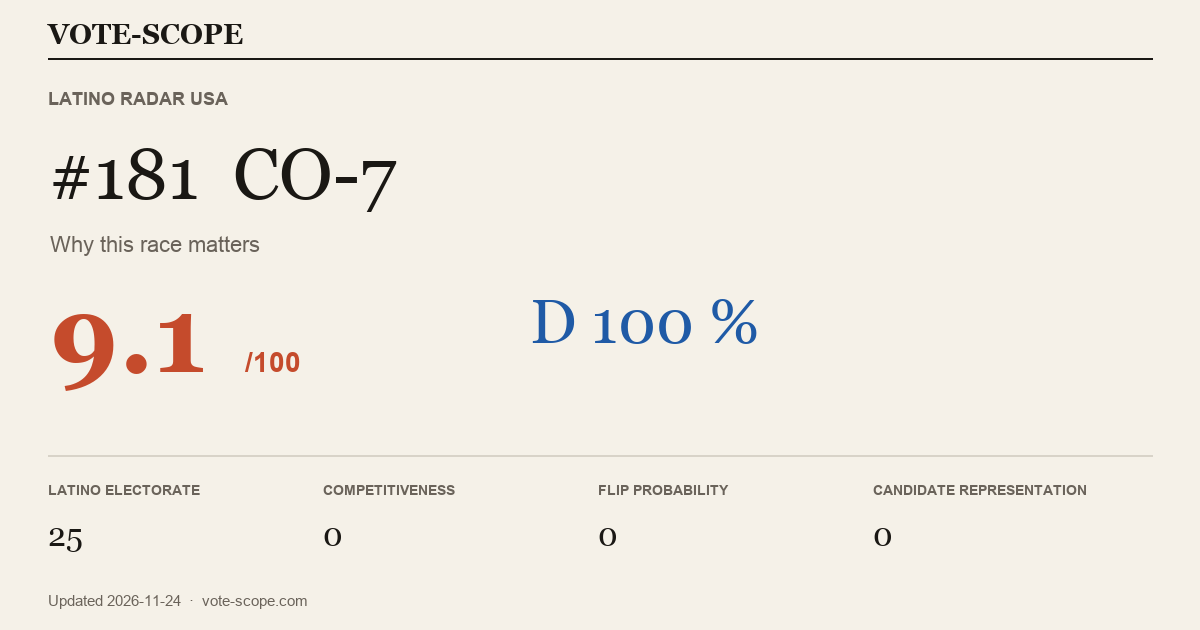 VOTE-SCOPE
LATINO RADAR USA
#181 CO-7
Why this race matters
9.1 /100
D 100 %
LATINO ELECTORATE COMPETITIVENESS FLIP PROBABILITY CANDIDATE REPRESENTATION
25 0 0 0
Updated 2026-11-24 · vote-scope.com